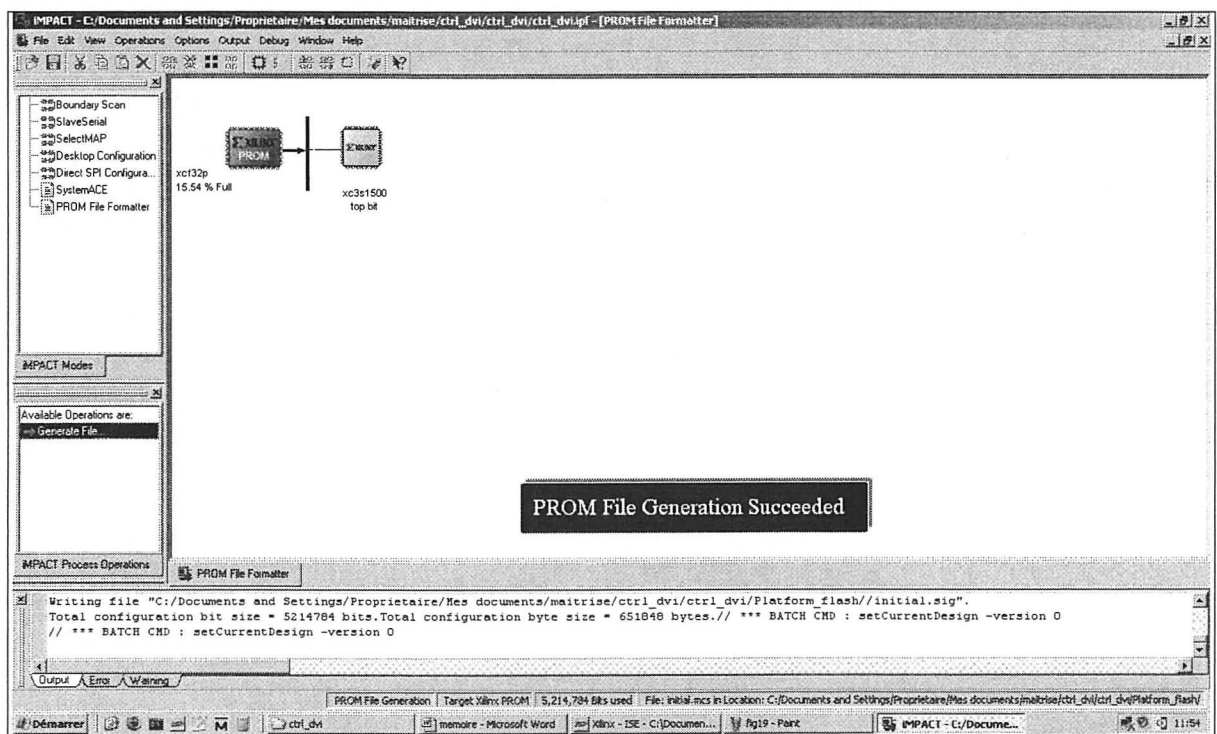 iMPACT - C:/Documents and Settings/Proprietaire/Mes documents/maitrise/ctrl_dvi/ctrl_dvi/ctrl_dvi.ipf - [PROM File Formatter]
File Edit View Operations Options Output Debug Window Help
Boundary Scan
SlaveSerial
SelectMAP
Desktop Configuration
Direct SPI Configura...
SystemACE
PROM File Formatter
iMPACT Modes
Available Operations are:
Generate File...
iMPACT Process Operations
XILINX
PROM
XILINX
xcf32p
15.54 % Full
xc3s1500
top bit
PROM File Generation Succeeded
PROM File Formatter
Writing file "C:/Documents and Settings/Proprietaire/Mes documents/maitrise/ctrl_dvi/ctrl_dvi/Platform_flash//initial.sig".
Total configuration bit size = 5214784 bits.Total configuration byte size = 651848 bytes.// *** BATCH CMD : setCurrentDesign -version 0
// *** BATCH CMD : setCurrentDesign -version 0
Output Error Warning
PROM File Generation Target Xilinx PROM 5,214,784 Bits used File: initial.mcs in Location: C:/Documents and Settings/Proprietaire/Mes documents/maitrise/ctrl_dvi/ctrl_dvi/Platform_flash/
Démarrer ctrl_dvi memoire - Microsoft Word Xilinx - ISE - C:\Documen... fig19 - Paint iMPACT - C:/Docume... 11:54